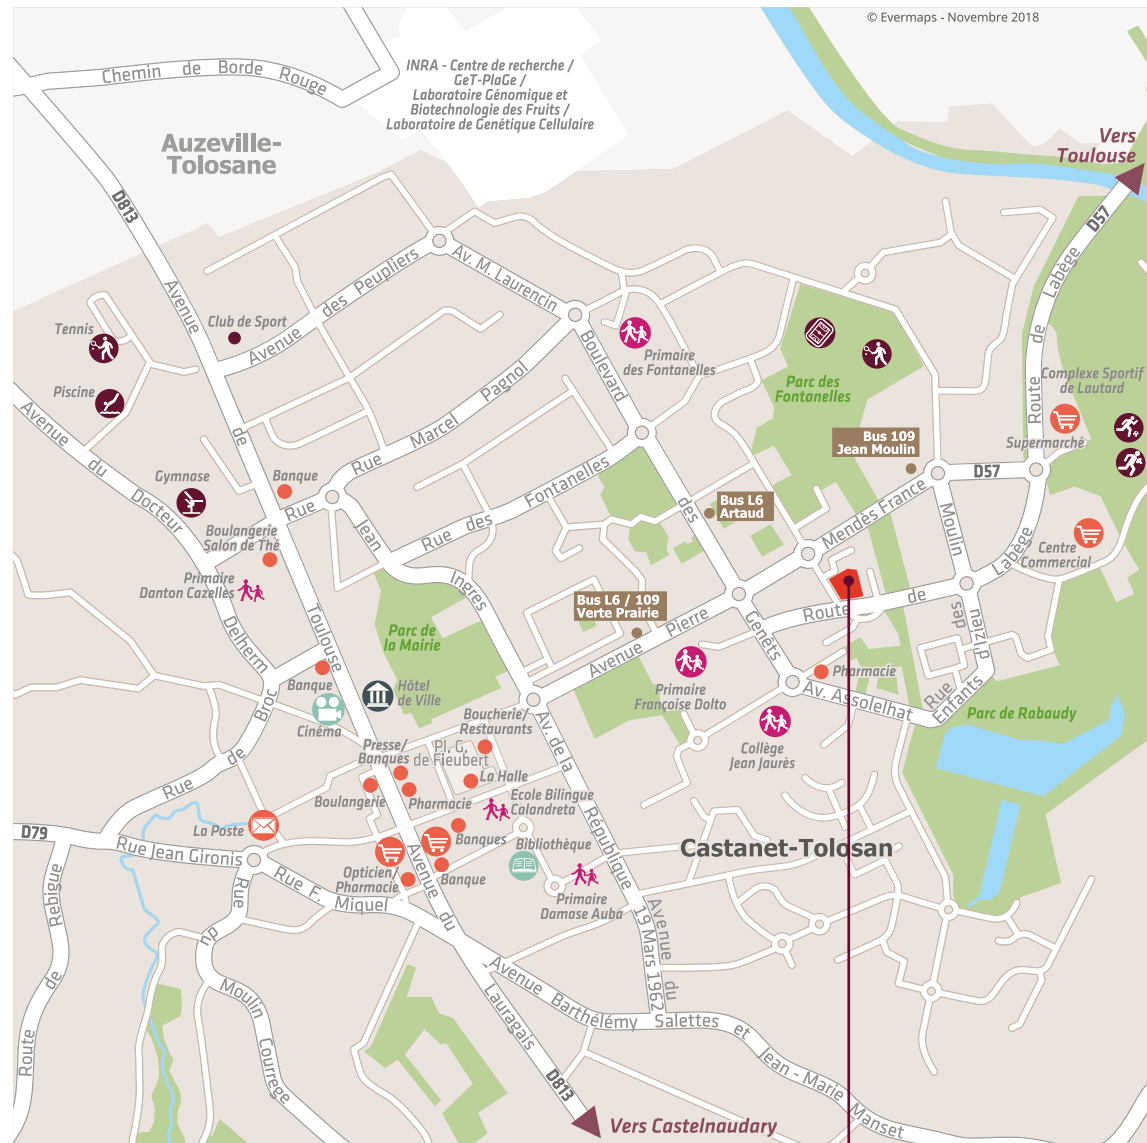 © Evermaps - Novembre 2018
INRA - Centre de recherche /
GeT-PlaGe /
Laboratoire Génomique et
Biotechnologie des Fruits /
Laboratoire de Genétique Cellulaire
Chemin de Borde Rouge
Auzeville-
Tolosane
Vers
Toulouse
D813
D57
Avenue des Peupliers
Av. M. Laurencin
Club de Sport
Tennis
Piscine
Primaire
des Fontanelles
Parc des
Fontanelles
Route de Labège
Complexe Sportif
de Lautard
Supermarché
Boulevard des Genêts
Rue Marcel Pagnol
Avenue du Docteur Delherm
Avenue de Toulouse
Bus 109
Jean Moulin
D57
Gymnase
Banque
Bus L6
Artaud
Rue des Fontanelles
Mendès France
Moulin
Boulangerie
Salon de Thé
Primaire
Danton Cazelles
Jean Ingres
Centre
Commercial
Bus L6 / 109
Verte Prairie
Route de Labège
Avenue Pierre
Parc de
la Mairie
Primaire
Françoise Dolto
Pharmacie
Av. Assolelhat
Rue des Enfants d'Izieu
Parc de Rabaudy
Banque
Hôtel
de Ville
Cinéma
Collège
Jean Jaurès
Boucherie/
Restaurants
Presse/
Banques
Pl. G.
de Fieubert
La Halle
Boulangerie
Pharmacie
Ecole Bilingue
Calandreta
Rue de Broc
Av. de la République
La Poste
Banques
Bibliothèque
Castanet-Tolosan
D79
Rue Jean Gironis
Opticien/
Pharmacie
Banque
Rue F. Miquel
Primaire
Damase Auba
Avenue du
19 Mars 1962
Route de Rebigue
Rue du Moulin Courrege
Avenue du Lauragais
Avenue Barthélémy Salettes et Jean - Marie Manset
D813
Vers Castelnaudary